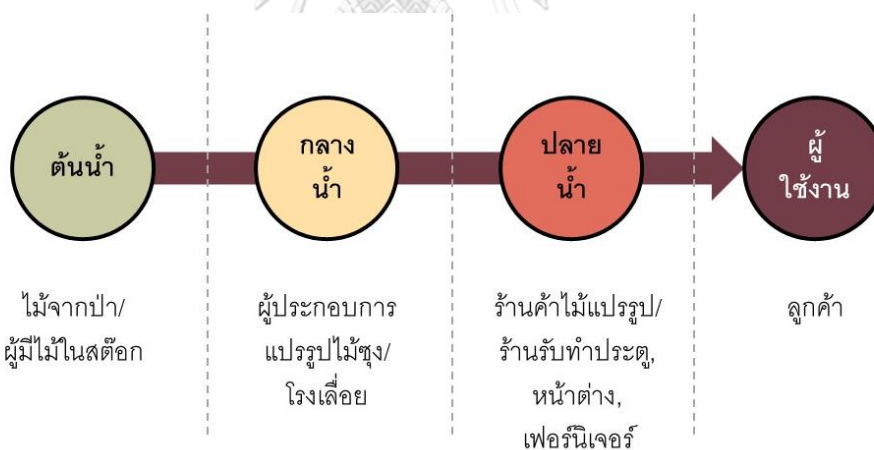 ต้นน้ำ
กลาง
น้ำ
ปลาย
น้ำ
ผู้
ใช้งาน
ไม้จากป่า/
ผู้มีไม้ในสต๊อก
ผู้ประกอบการ
แปรรูปไม้ซุง/
โรงเลื่อย
ร้านค้าไม้แปรรูป/
ร้านรับทำประตู,
หน้าต่าง,
เฟอร์นิเจอร์
ลูกค้า